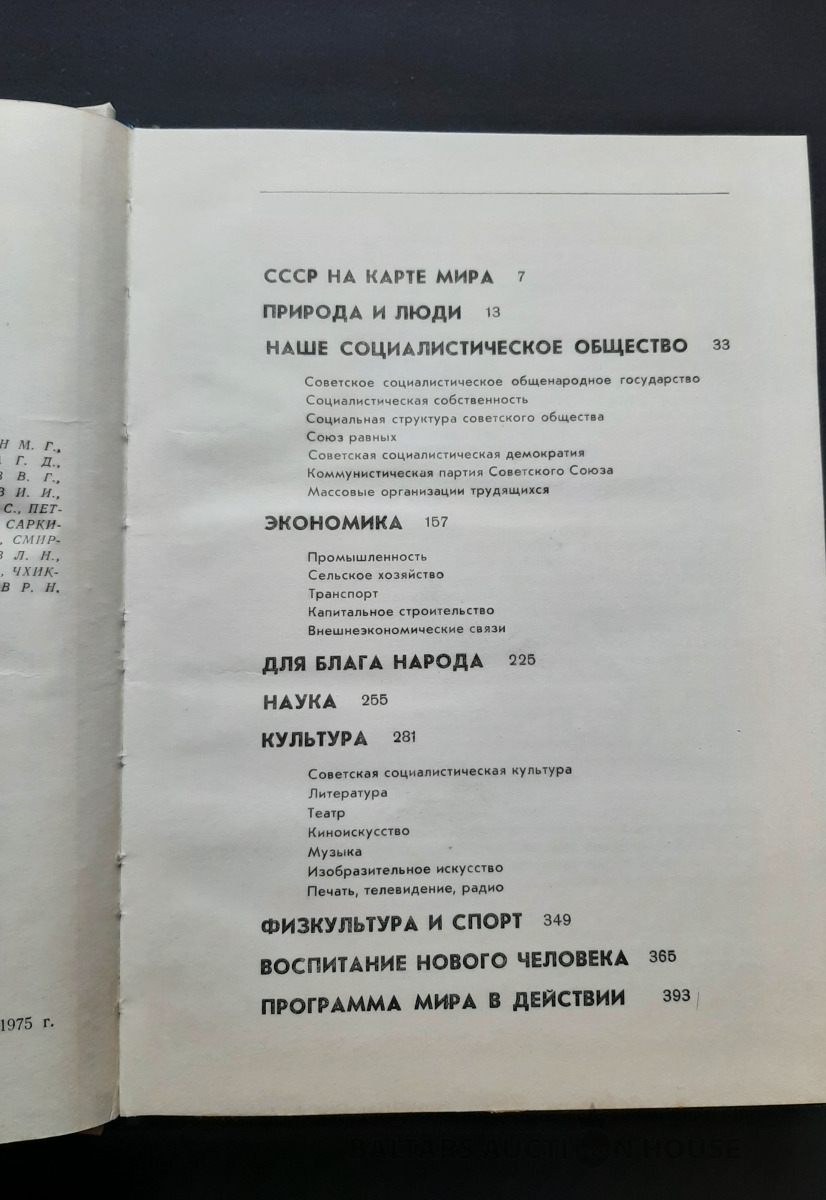 Н М. Г.,
Г. Д.,
В. Г.,
В И. И.,
С., ПЕТ-
САРКИ-
, СМИР-
В Л. Н.,
, ЧХИК-
В Р. Н.
1975 г.
СССР НА КАРТЕ МИРА 7
ПРИРОДА И ЛЮДИ 13
НАШЕ СОЦИАЛИСТИЧЕСКОЕ ОБЩЕСТВО 33
Советское социалистическое общенародное государство
Социалистическая собственность
Социальная структура советского общества
Союз равных
Советская социалистическая демократия
Коммунистическая партия Советского Союза
Массовые организации трудящихся
ЭКОНОМИКА 157
Промышленность
Сельское хозяйство
Транспорт
Капитальное строительство
Внешнеэкономические связи
ДЛЯ БЛАГА НАРОДА 225
НАУКА 255
КУЛЬТУРА 281
Советская социалистическая культура
Литература
Театр
Киноискусство
Музыка
Изобразительное искусство
Печать, телевидение, радио
ФИЗКУЛЬТУРА И СПОРТ 349
ВОСПИТАНИЕ НОВОГО ЧЕЛОВЕКА 365
ПРОГРАММА МИРА В ДЕЙСТВИИ 393
BALTARS AUCTION HOUSE